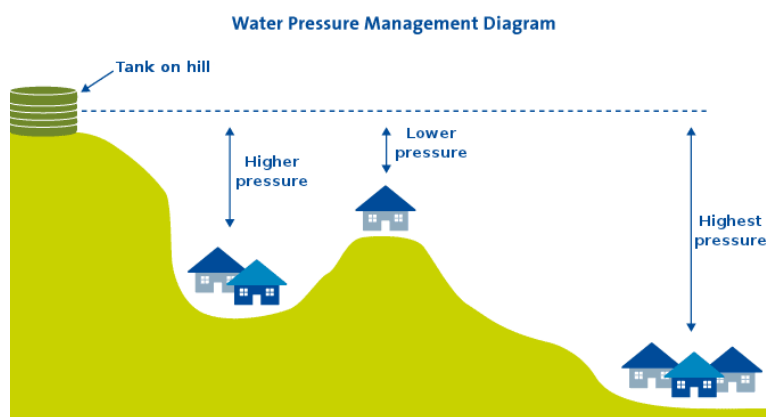 Water Pressure Management Diagram
Tank on hill
Higher
pressure
Lower
pressure
Highest
pressure